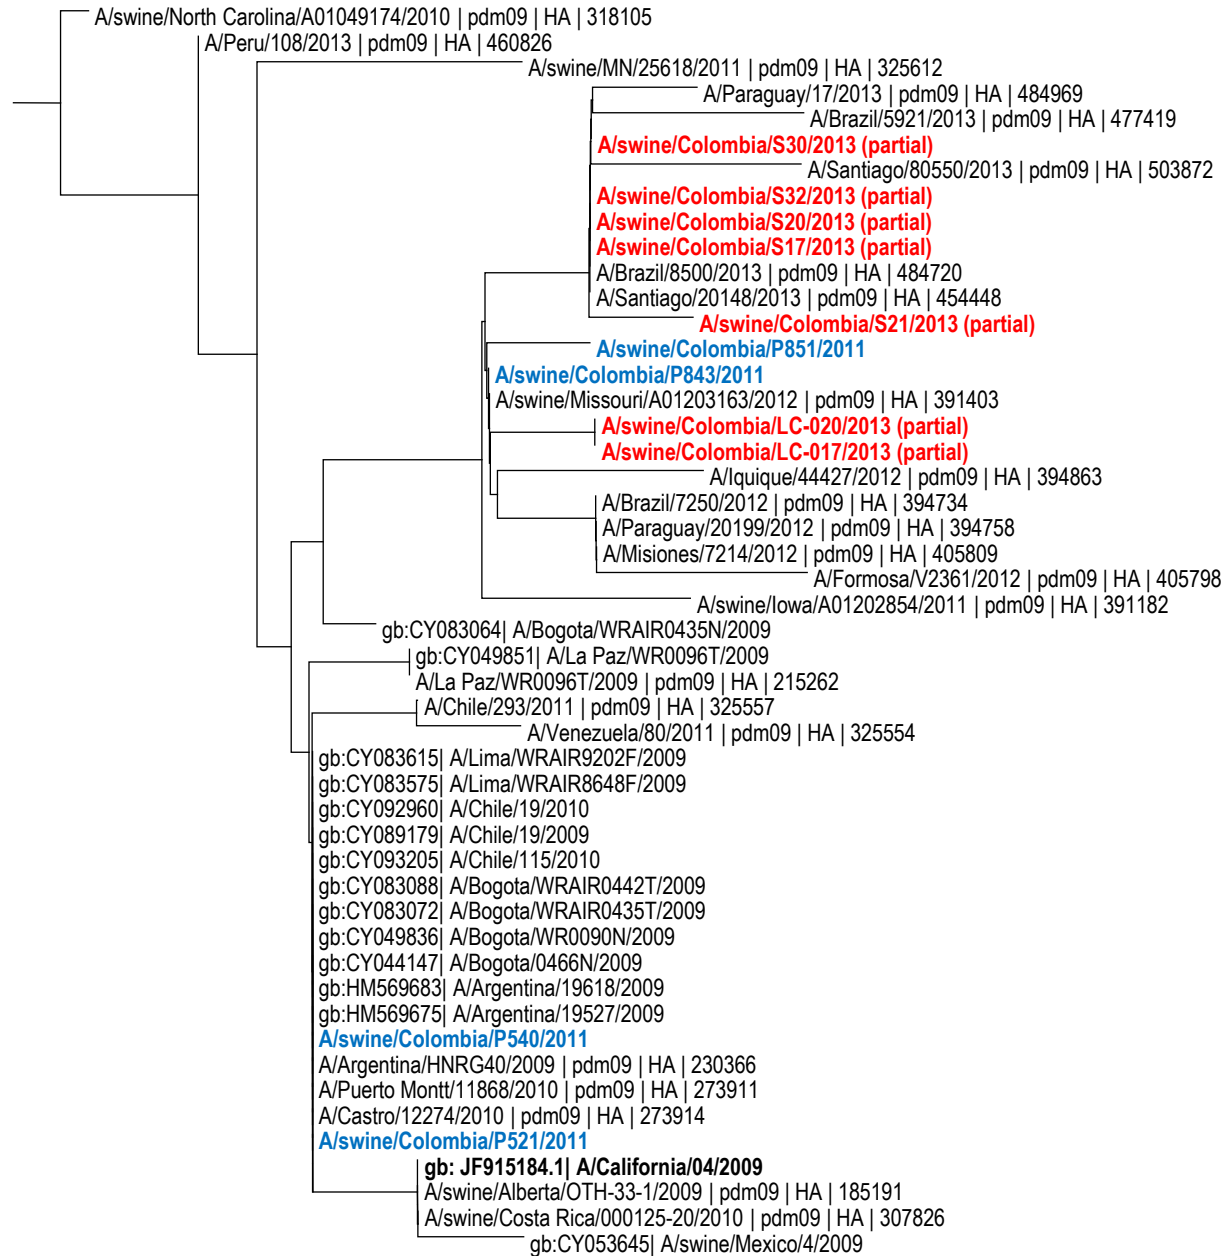 A/swine/North Carolina/A01049174/2010 | pdm09 | HA | 318105
A/Peru/108/2013 | pdm09 | HA | 460826
A/swine/MN/25618/2011 | pdm09 | HA | 325612
A/Paraguay/17/2013 | pdm09 | HA | 484969
A/Brazil/5921/2013 | pdm09 | HA | 477419
A/swine/Colombia/S30/2013 (partial)
A/Santiago/80550/2013 | pdm09 | HA | 503872
A/swine/Colombia/S32/2013 (partial)
A/swine/Colombia/S20/2013 (partial)
A/swine/Colombia/S17/2013 (partial)
A/Brazil/8500/2013 | pdm09 | HA | 484720
A/Santiago/20148/2013 | pdm09 | HA | 454448
A/swine/Colombia/S21/2013 (partial)
A/swine/Colombia/P851/2011
A/swine/Colombia/P843/2011
A/swine/Missouri/A01203163/2012 | pdm09 | HA | 391403
A/swine/Colombia/LC-020/2013 (partial)
A/swine/Colombia/LC-017/2013 (partial)
A/Iquique/44427/2012 | pdm09 | HA | 394863
A/Brazil/7250/2012 | pdm09 | HA | 394734
A/Paraguay/20199/2012 | pdm09 | HA | 394758
A/Misiones/7214/2012 | pdm09 | HA | 405809
A/Formosa/V2361/2012 | pdm09 | HA | 405798
A/swine/Iowa/A01202854/2011 | pdm09 | HA | 391182
gb:CY083064| A/Bogota/WRAIR0435N/2009
gb:CY049851| A/La Paz/WR0096T/2009
A/La Paz/WR0096T/2009 | pdm09 | HA | 215262
A/Chile/293/2011 | pdm09 | HA | 325557
A/Venezuela/80/2011 | pdm09 | HA | 325554
gb:CY083615| A/Lima/WRAIR9202F/2009
gb:CY083575| A/Lima/WRAIR8648F/2009
gb:CY092960| A/Chile/19/2010
gb:CY089179| A/Chile/19/2009
gb:CY093205| A/Chile/115/2010
gb:CY083088| A/Bogota/WRAIR0442T/2009
gb:CY083072| A/Bogota/WRAIR0435T/2009
gb:CY049836| A/Bogota/WR0090N/2009
gb:CY044147| A/Bogota/0466N/2009
gb:HM569683| A/Argentina/19618/2009
gb:HM569675| A/Argentina/19527/2009
A/swine/Colombia/P540/2011
A/Argentina/HNRG40/2009 | pdm09 | HA | 230366
A/Puerto Montt/11868/2010 | pdm09 | HA | 273911
A/Castro/12274/2010 | pdm09 | HA | 273914
A/swine/Colombia/P521/2011
gb: JF915184.1| A/California/04/2009
A/swine/Alberta/OTH-33-1/2009 | pdm09 | HA | 185191
A/swine/Costa Rica/000125-20/2010 | pdm09 | HA | 307826
gb:CY053645| A/swine/Mexico/4/2009